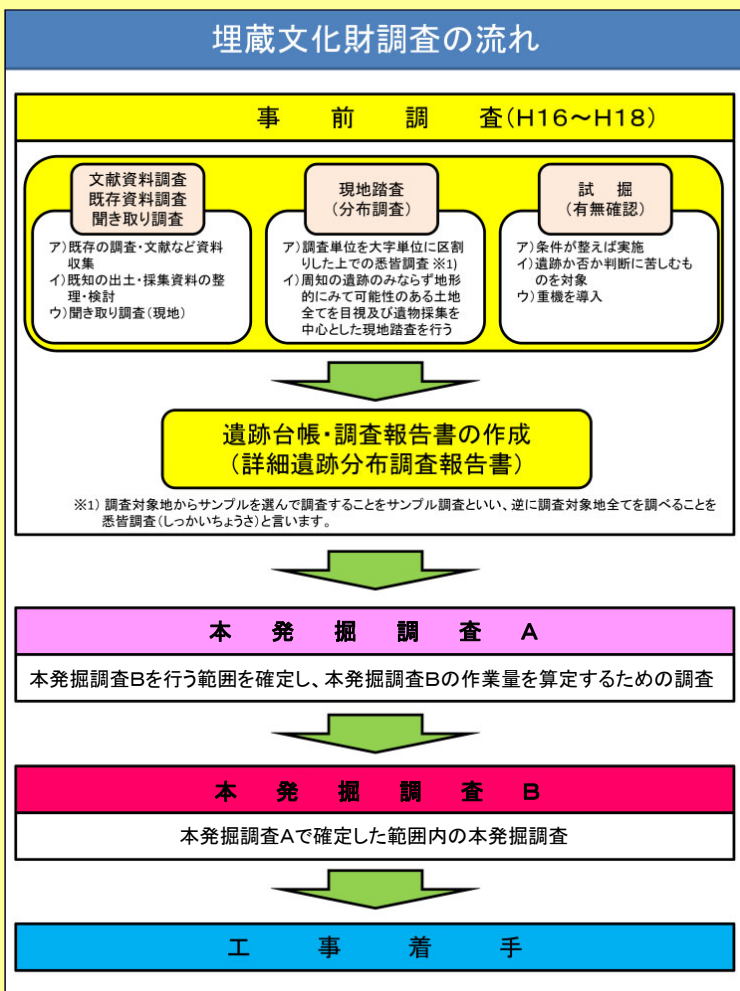 埋蔵文化財調査の流れ
事前調査(H16~H18)
文献資料調査
既存資料調査
聞き取り調査
ア)既存の調査・文献など資料
収集
イ)既知の出土・採集資料の整
理・検討
ウ)聞き取り調査(現地)
現地踏査
(分布調査)
ア)調査単位を大字単位に区割
りした上での悉皆調査 ※1)
イ)周知の遺跡のみならず地形
的にみて可能性のある土地
全てを目視及び遺物採集を
中心とした現地踏査を行う
試掘
(有無確認)
ア)条件が整えば実施
イ)遺跡か否か判断に苦しむも
のを対象
ウ)重機を導入
遺跡台帳・調査報告書の作成
(詳細遺跡分布調査報告書)
※1) 調査対象地からサンプルを選んで調査することをサンプル調査といい、逆に調査対象地全てを調べることを
悉皆調査(しっかいちょうさ)と言います。
本発掘調査A
本発掘調査Bを行う範囲を確定し、本発掘調査Bの作業量を算定するための調査
本発掘調査B
本発掘調査Aで確定した範囲内の本発掘調査
工事着手